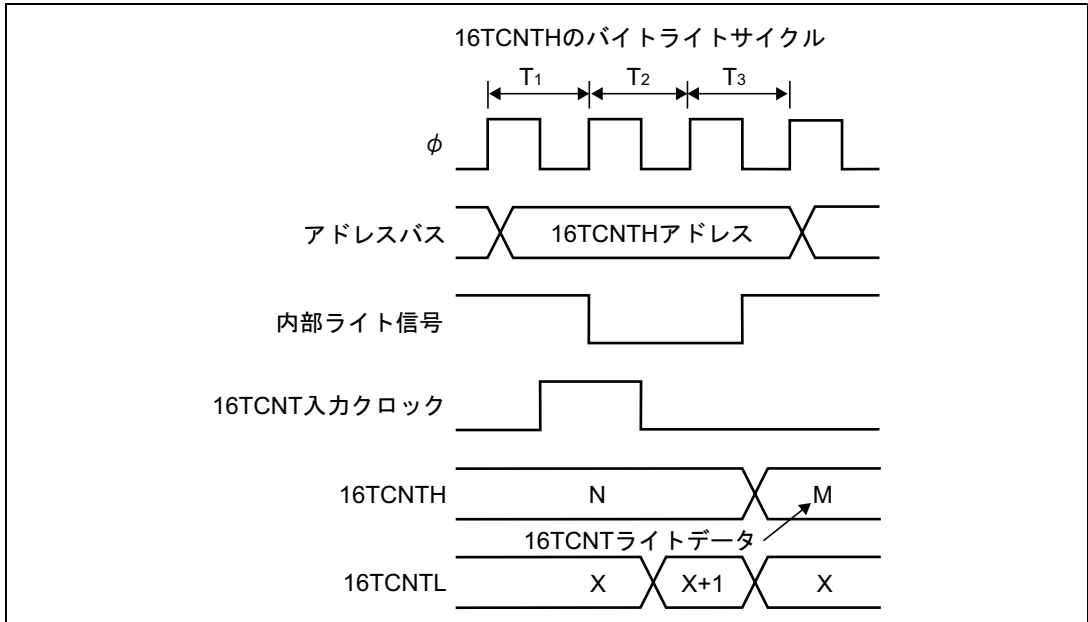 16TCNTHのバイトライトサイクル
T1 T2 T3
φ
アドレスバス 16TCNTHアドレス
内部ライト信号
16TCNT入力クロック
16TCNTH N M
16TCNTライトデータ
16TCNTL X X+1 X